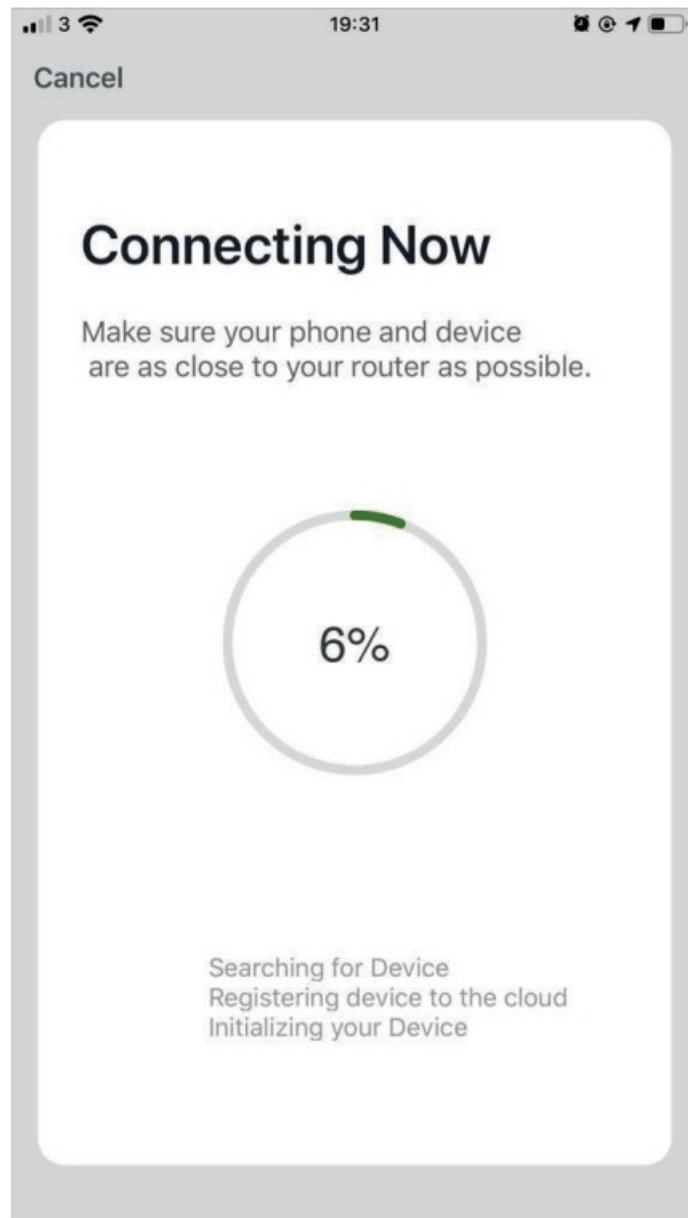 3
19:31
Cancel
Connecting Now
Make sure your phone and device
are as close to your router as possible.
6%
Searching for Device
Registering device to the cloud
Initializing your Device